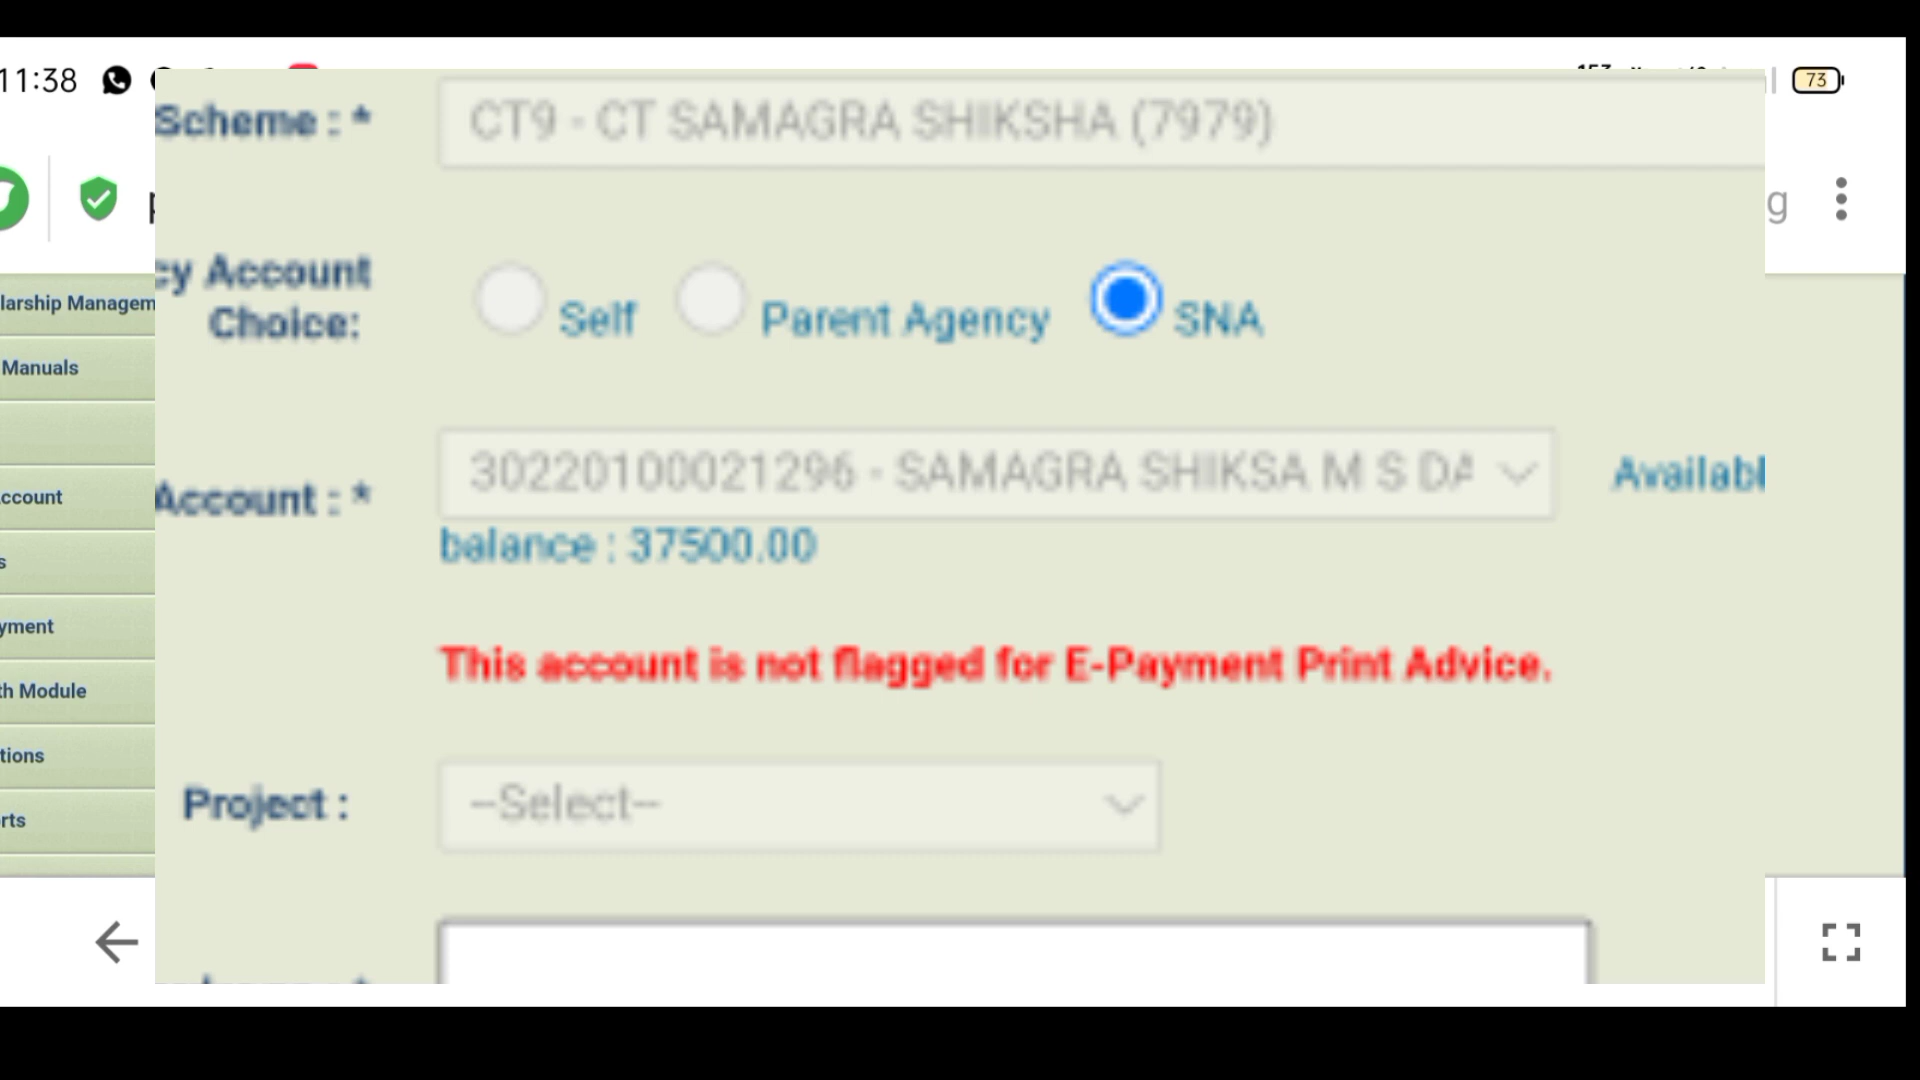 11:38
73
Scheme : *
CT9 - CT SAMAGRA SHIKSHA (7979)
g
cy Account Choice:
Self
Parent Agency
SNA
larship Managem
Manuals
ccount
s
yment
th Module
tions
rts
Account : *
30220100021296 - SAMAGRA SHIKSA M S DA
Availabl
balance : 37500.00
This account is not flagged for E-Payment Print Advice.
Project :
--Select--